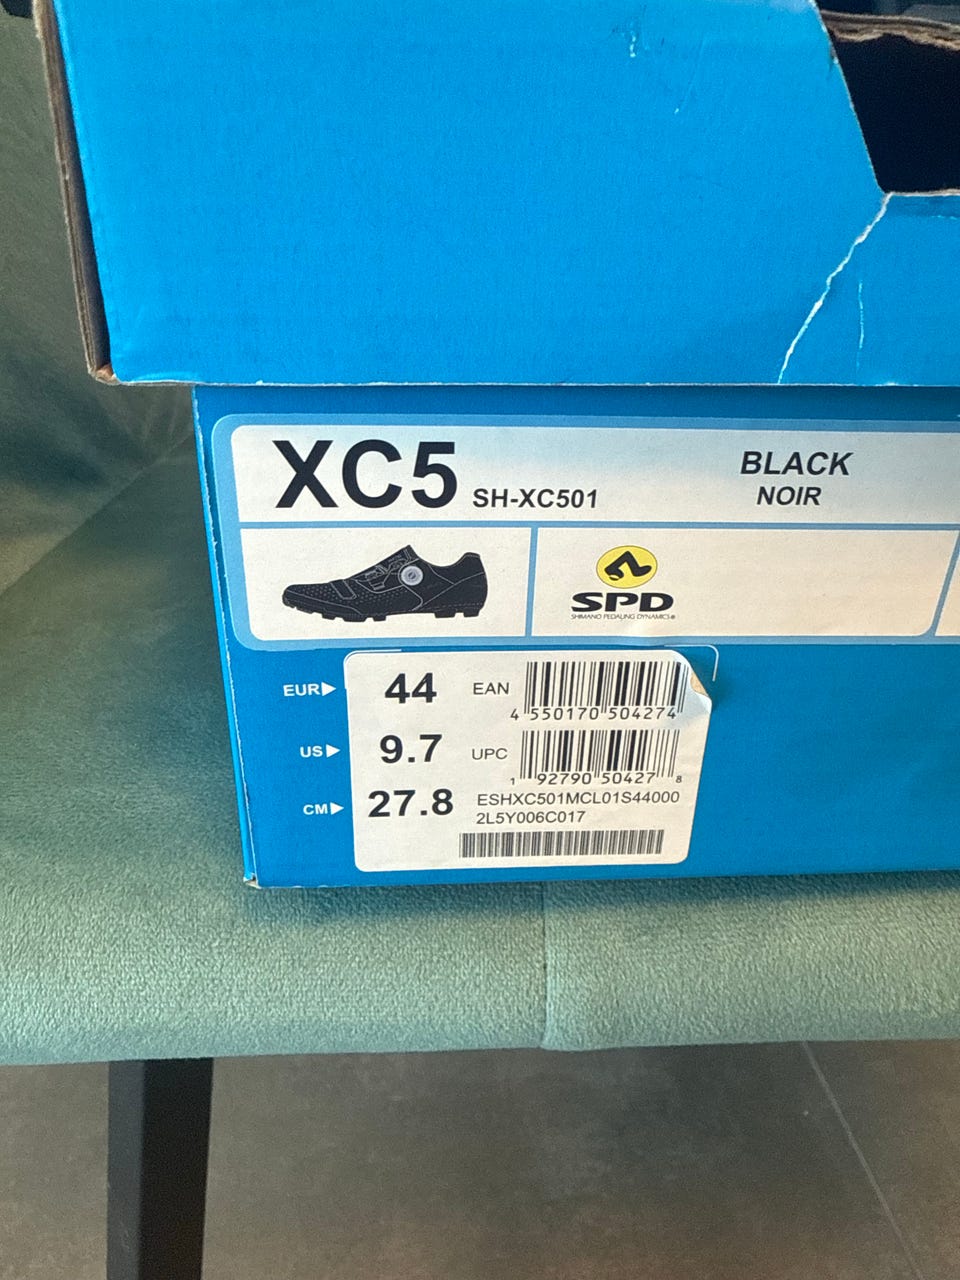 XC5 SH-XC501
BLACK
NOIR
SPD
SHIMANO PEDALING DYNAMICS®
EUR▶ 44 EAN
4 550170 504274
US▶ 9.7 UPC
1 92790 50427 8
CM▶ 27.8 ESHXC501MCL01S44000
2L5Y006C017